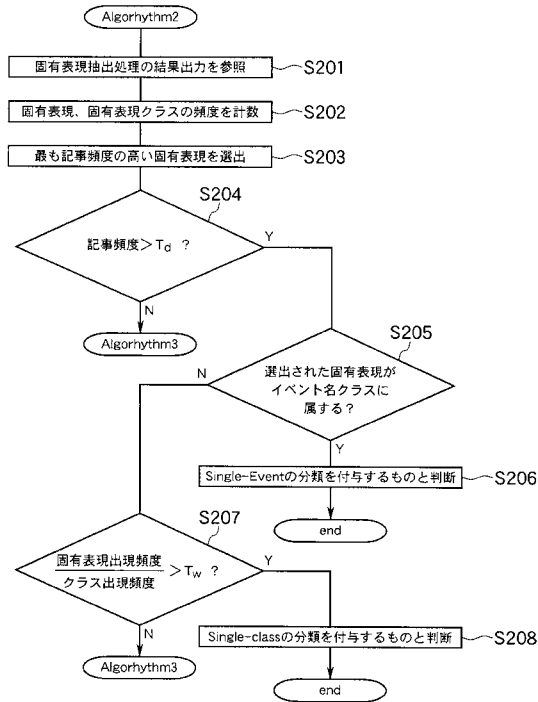 Algorhythm2
固有表現抽出処理の結果出力を参照
S201
固有表現、固有表現クラスの頻度を計数
S202
最も記事頻度の高い固有表現を選出
S203
S204
記事頻度＞Td ？
Y
N
Algorhythm3
S205
選出された固有表現が
イベント名クラスに
属する？
N
Y
Single-Eventの分類を付与するものと判断
S206
end
S207
固有表現出現頻度
クラス出現頻度
＞Tw ？
Y
N
Algorhythm3
Single-classの分類を付与するものと判断
S208
end